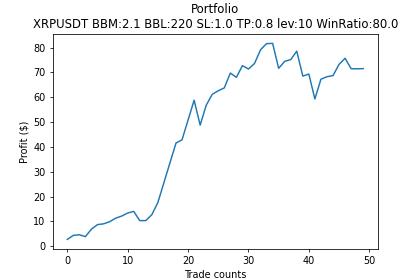 Portfolio
XRPUSDT BBM:2.1 BBL:220 SL:1.0 TP:0.8 lev:10 WinRatio:80.0
80
70
60
50
40
30
20
10
0
Profit ($)
0 10 20 30 40 50
Trade counts